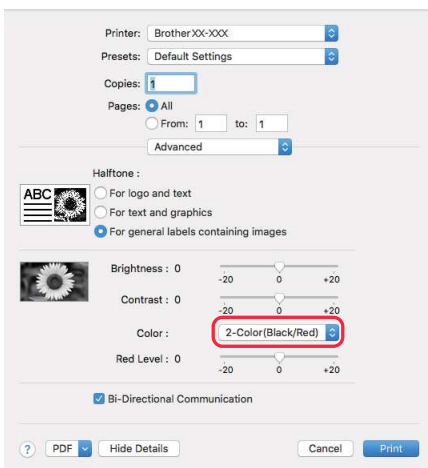 Printer: Brother XX-XXX
Presets: Default Settings
Copies: 1
Pages: All
From: 1 to: 1
Advanced
Halftone :
ABC
For logo and text
For text and graphics
For general labels containing images
Brightness : 0
-20 0 +20
Contrast : 0
-20 0 +20
Color : 2-Color(Black/Red)
Red Level : 0
-20 0 +20
Bi-Directional Communication
? PDF Hide Details Cancel Print